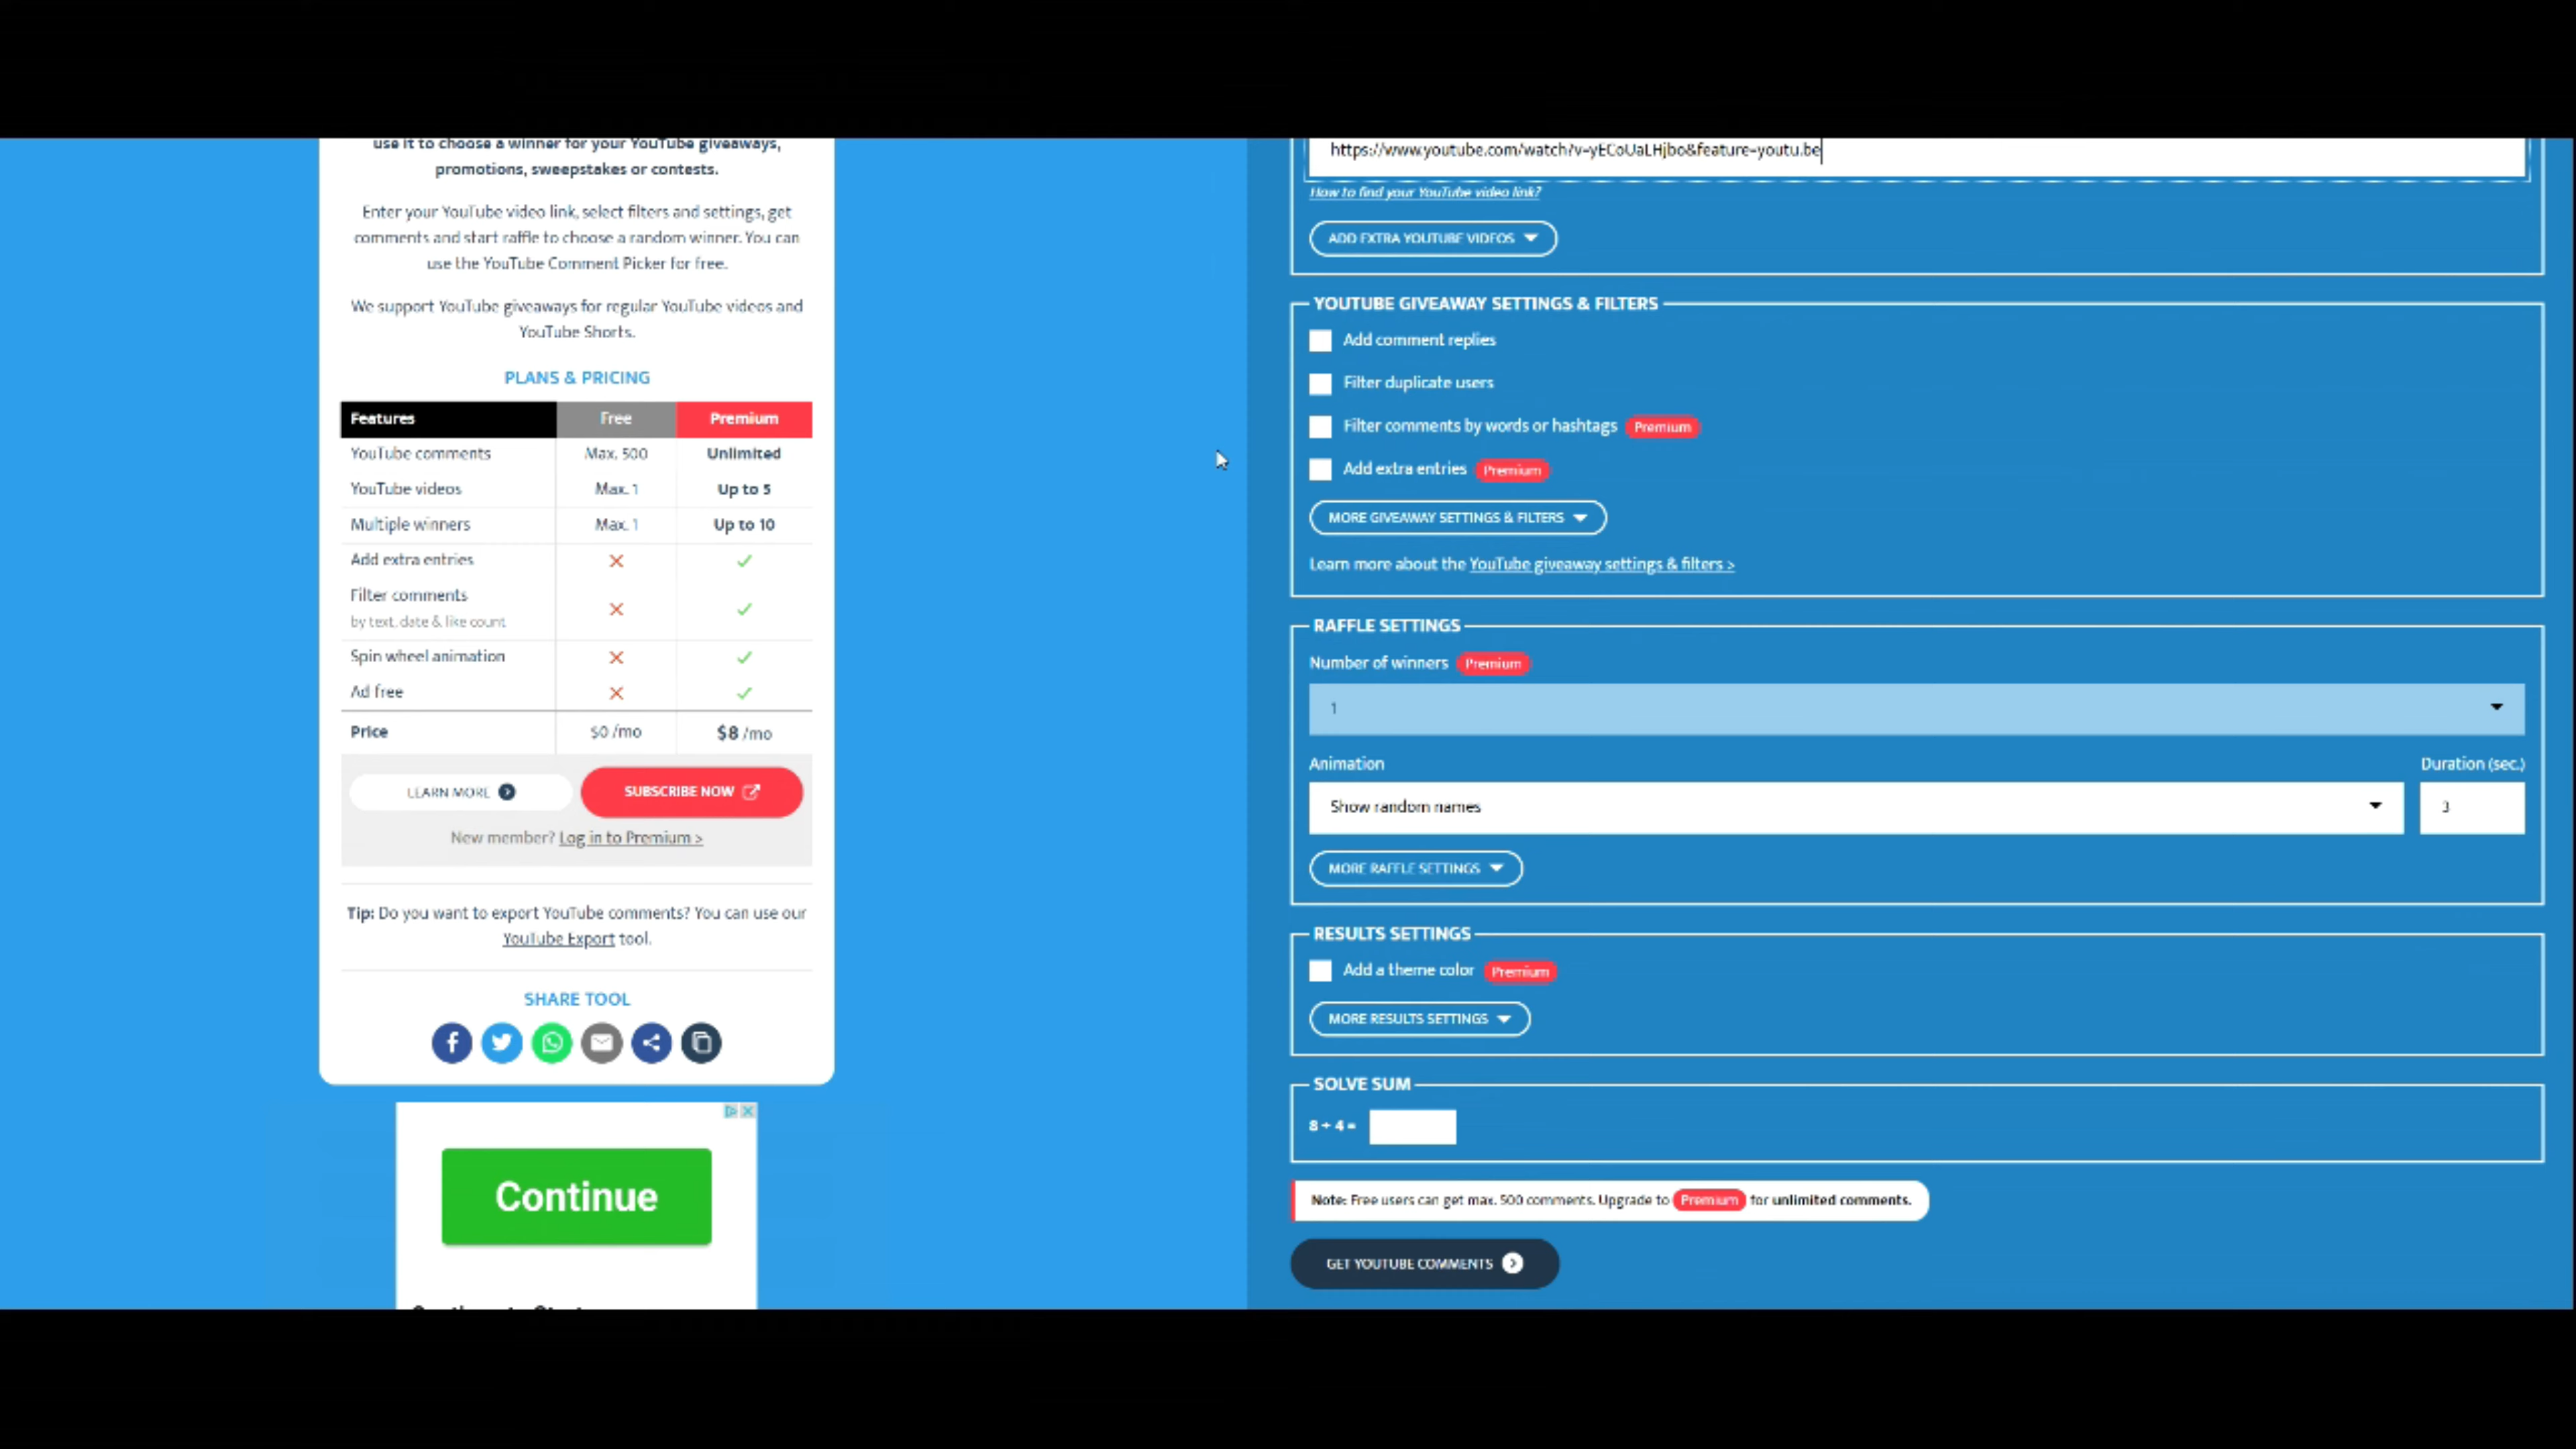 use it to choose a winner for your YouTube giveaways,
promotions, sweepstakes or contests.
Enter your YouTube video link, select filters and settings, get
comments and start raffle to choose a random winner. You can
use the YouTube Comment Picker for free.
We support YouTube giveaways for regular YouTube videos and
YouTube Shorts.
PLANS & PRICING
Features Free Premium
YouTube comments Max. 500 Unlimited
YouTube videos Max. 1 Up to 5
Multiple winners Max. 1 Up to 10
Add extra entries
Filter comments
by text, date & like count
Spin wheel animation
Ad free
Price $0 /mo $8 /mo
LEARN MORE SUBSCRIBE NOW
New member? Log in to Premium >
Tip: Do you want to export YouTube comments? You can use our
YouTube Export tool.
SHARE TOOL
Continue
https://www.youtube.com/watch?v=yECoUaLHjbo&feature=youtu.be
How to find your YouTube video link?
ADD EXTRA YOUTUBE VIDEOS
YOUTUBE GIVEAWAY SETTINGS & FILTERS
Add comment replies
Filter duplicate users
Filter comments by words or hashtags Premium
Add extra entries Premium
MORE GIVEAWAY SETTINGS & FILTERS
Learn more about the YouTube giveaway settings & filters >
RAFFLE SETTINGS
Number of winners Premium
1
Animation Duration (sec.)
Show random names 3
MORE RAFFLE SETTINGS
RESULTS SETTINGS
Add a theme color Premium
MORE RESULTS SETTINGS
SOLVE SUM
8 + 4 =
Note: Free users can get max. 500 comments. Upgrade to Premium for unlimited comments.
GET YOUTUBE COMMENTS